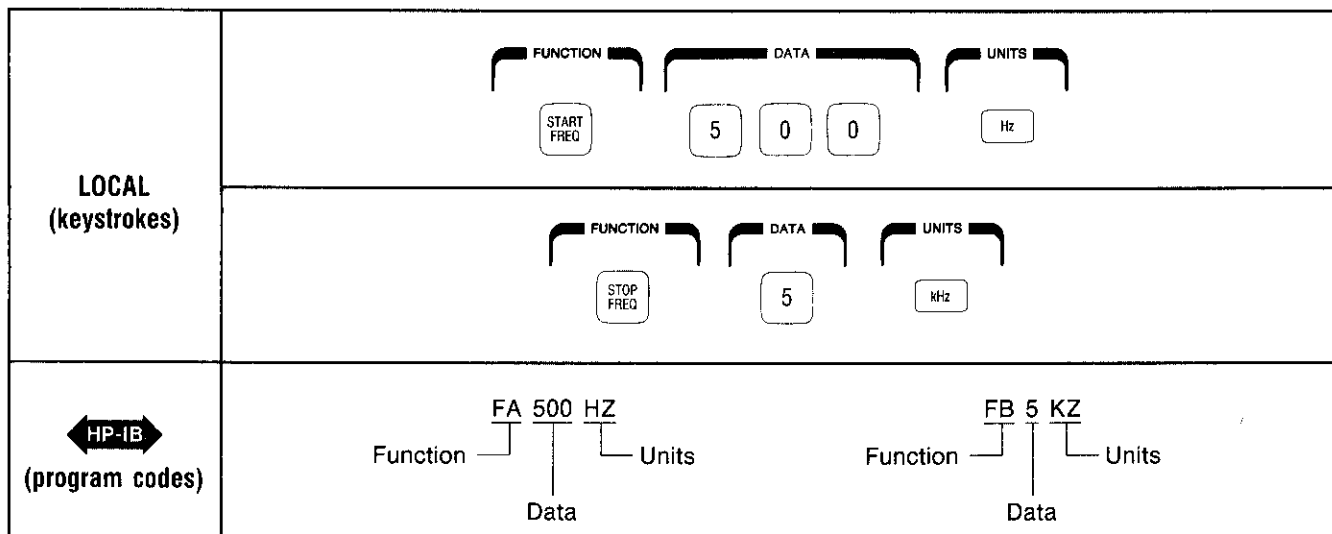 LOCAL
(keystrokes)
FUNCTION DATA UNITS
START
FREQ
5 0 0 Hz
FUNCTION DATA UNITS
STOP
FREQ
5 kHz
HP-IB
(program codes)
FA 500 HZ
Function Units
Data
FB 5 KZ
Function Units
Data